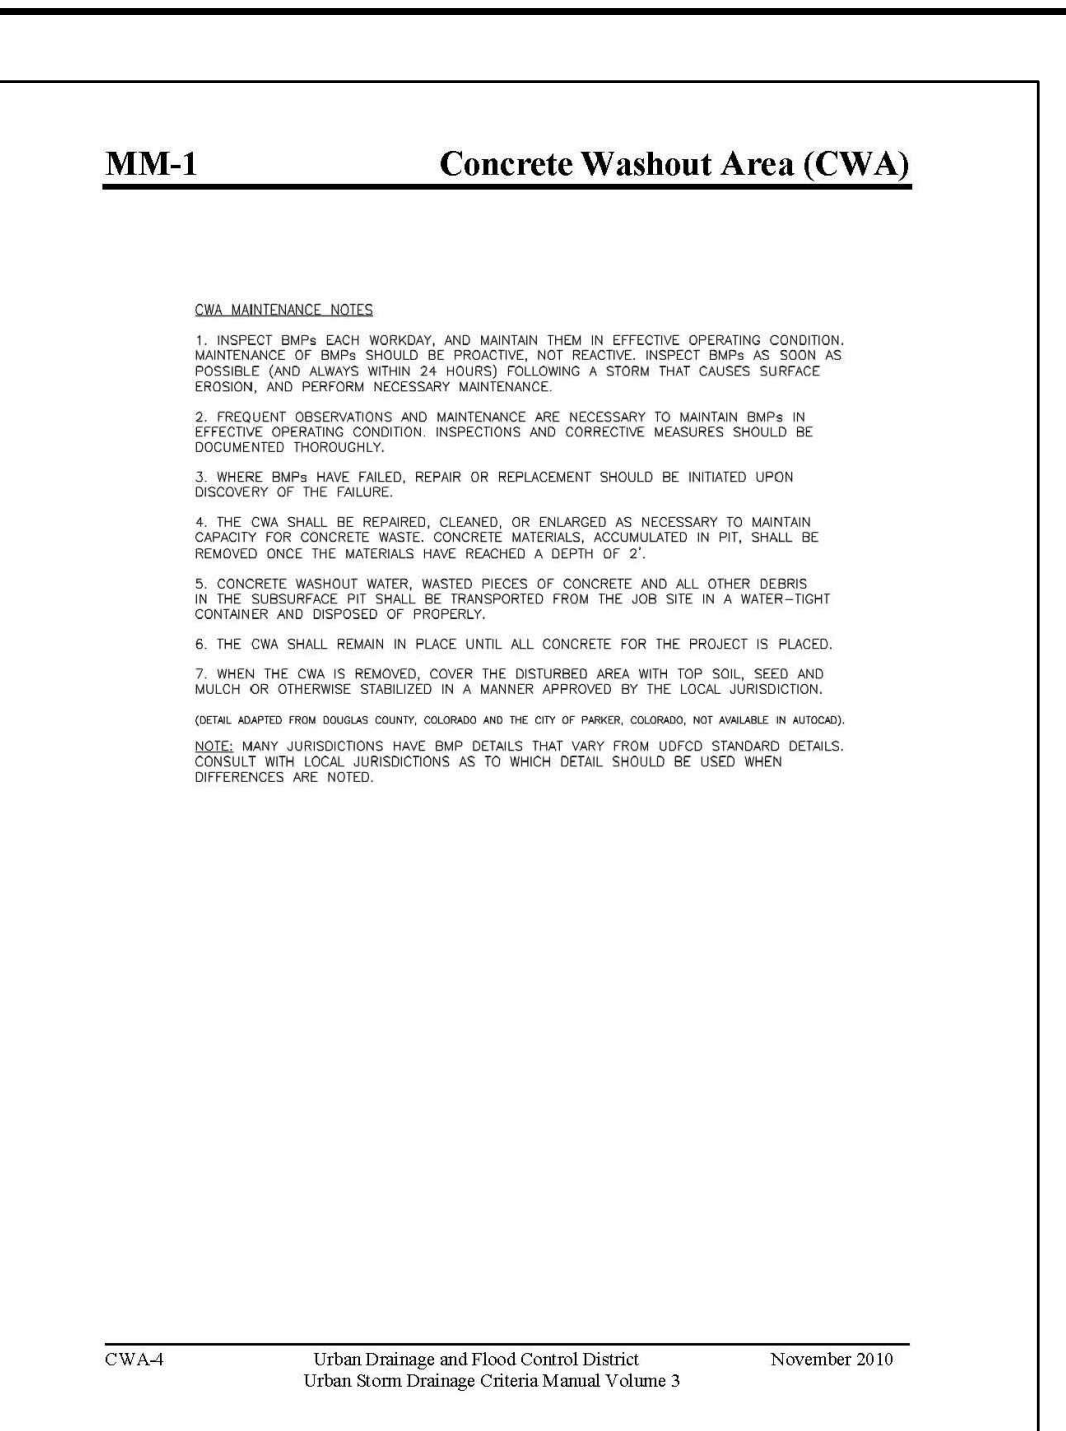 MM-1 Concrete Washout Area (CWA)
CWA MAINTENANCE NOTES
1. INSPECT BMPs EACH WORKDAY, AND MAINTAIN THEM IN EFFECTIVE OPERATING CONDITION.
MAINTENANCE OF BMPs SHOULD BE PROACTIVE, NOT REACTIVE. INSPECT BMPs AS SOON AS
POSSIBLE (AND ALWAYS WITHIN 24 HOURS) FOLLOWING A STORM THAT CAUSES SURFACE
EROSION, AND PERFORM NECESSARY MAINTENANCE.
2. FREQUENT OBSERVATIONS AND MAINTENANCE ARE NECESSARY TO MAINTAIN BMPs IN
EFFECTIVE OPERATING CONDITION. INSPECTIONS AND CORRECTIVE MEASURES SHOULD BE
DOCUMENTED THOROUGHLY.
3. WHERE BMPs HAVE FAILED, REPAIR OR REPLACEMENT SHOULD BE INITIATED UPON
DISCOVERY OF THE FAILURE.
4. THE CWA SHALL BE REPAIRED, CLEANED, OR ENLARGED AS NECESSARY TO MAINTAIN
CAPACITY FOR CONCRETE WASTE. CONCRETE MATERIALS, ACCUMULATED IN PIT, SHALL BE
REMOVED ONCE THE MATERIALS HAVE REACHED A DEPTH OF 2'.
5. CONCRETE WASHOUT WATER, WASTED PIECES OF CONCRETE AND ALL OTHER DEBRIS
IN THE SUBSURFACE PIT SHALL BE TRANSPORTED FROM THE JOB SITE IN A WATER-TIGHT
CONTAINER AND DISPOSED OF PROPERLY.
6. THE CWA SHALL REMAIN IN PLACE UNTIL ALL CONCRETE FOR THE PROJECT IS PLACED.
7. WHEN THE CWA IS REMOVED, COVER THE DISTURBED AREA WITH TOP SOIL, SEED AND
MULCH OR OTHERWISE STABILIZED IN A MANNER APPROVED BY THE LOCAL JURISDICTION.
(DETAIL ADAPTED FROM DOUGLAS COUNTY, COLORADO AND THE CITY OF PARKER, COLORADO, NOT AVAILABLE IN AUTOCAD).
NOTE: MANY JURISDICTIONS HAVE BMP DETAILS THAT VARY FROM UDFCD STANDARD DETAILS.
CONSULT WITH LOCAL JURISDICTIONS AS TO WHICH DETAIL SHOULD BE USED WHEN
DIFFERENCES ARE NOTED.
CWA-4 Urban Drainage and Flood Control District November 2010
Urban Storm Drainage Criteria Manual Volume 3